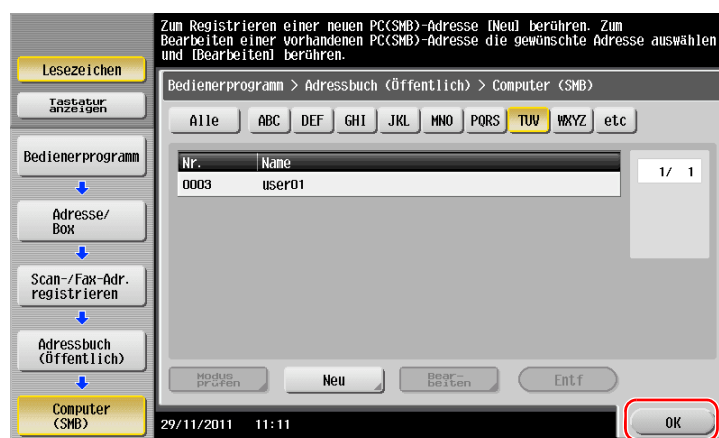 Zum Registrieren einer neuen PC(SMB)-Adresse [Neu] berühren. Zum
Bearbeiten einer vorhandenen PC(SMB)-Adresse die gewünschte Adresse auswählen
und [Bearbeiten] berühren.
Lesezeichen
Tastatur
anzeigen
Bedienerprogramm
Adresse/
Box
Scan-/Fax-Adr.
registrieren
Adressbuch
(Öffentlich)
Computer
(SMB)
Bedienerprogramm > Adressbuch (Öffentlich) > Computer (SMB)
Alle ABC DEF GHI JKL MNO PQRS TUV WXYZ etc
Nr. Name
0003 user01
1/ 1
Modus
prüfen
Neu
Bear-
beiten
Entf
29/11/2011 11:11
OK